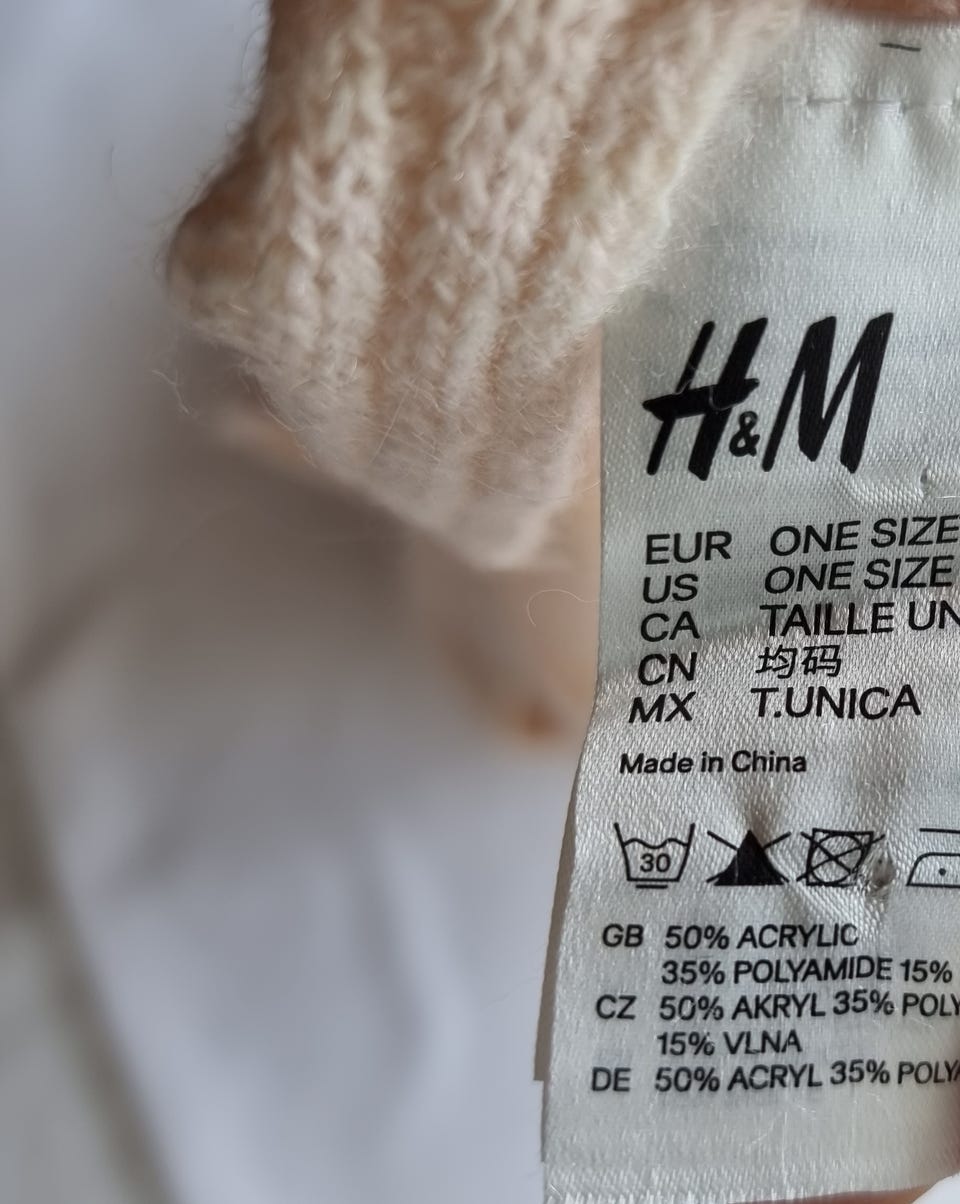 H&M
EUR ONE SIZE
US ONE SIZE
CA TAILLE UN
CN 均码
MX T.UNICA
Made in China
30
GB 50% ACRYLIC
35% POLYAMIDE 15%
CZ 50% AKRYL 35% POLY
15% VLNA
DE 50% ACRYL 35% POLYA